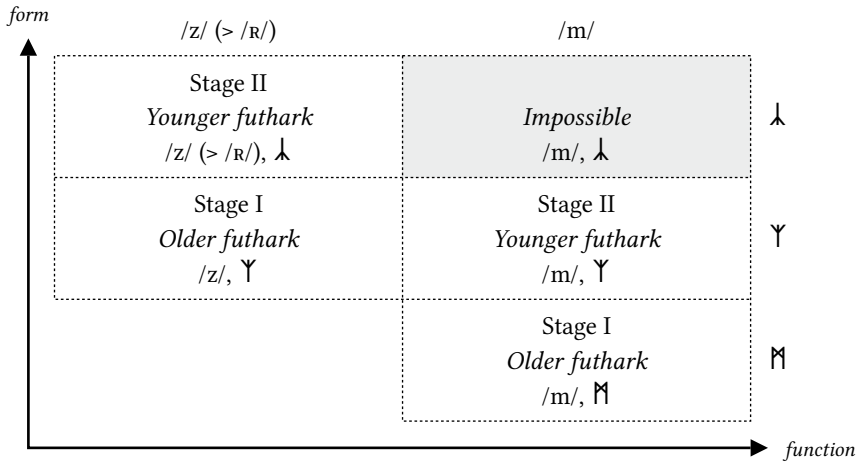 form
/z/ (> /ʀ/)
/m/
Stage II
Younger futhark
/z/ (> /ʀ/), ᛦ
Impossible
/m/, ᛦ
ᛦ
Stage I
Older futhark
/z/, ᛉ
Stage II
Younger futhark
/m/, ᛉ
ᛉ
Stage I
Older futhark
/m/, ᛗ
ᛗ
function